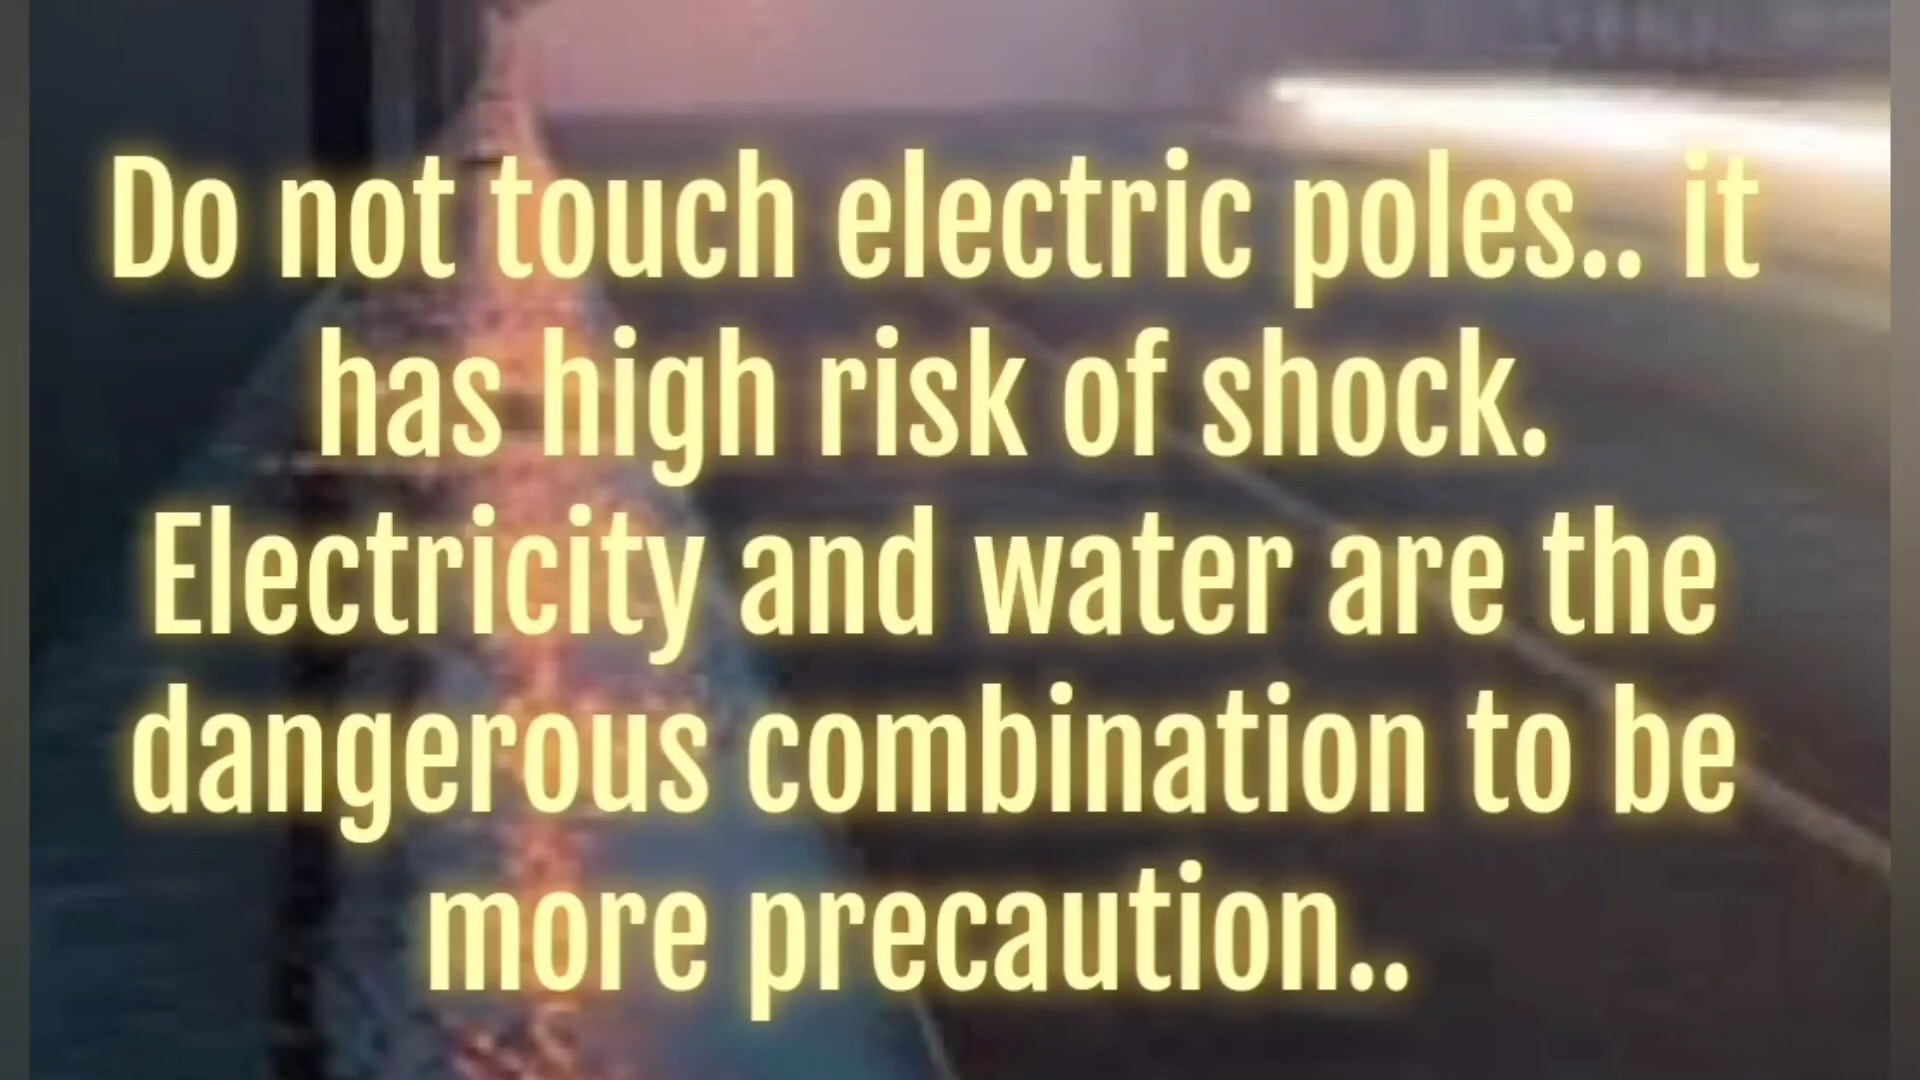 Do not touch electric poles.. it
has high risk of shock.
Electricity and water are the
dangerous combination to be
more precaution..